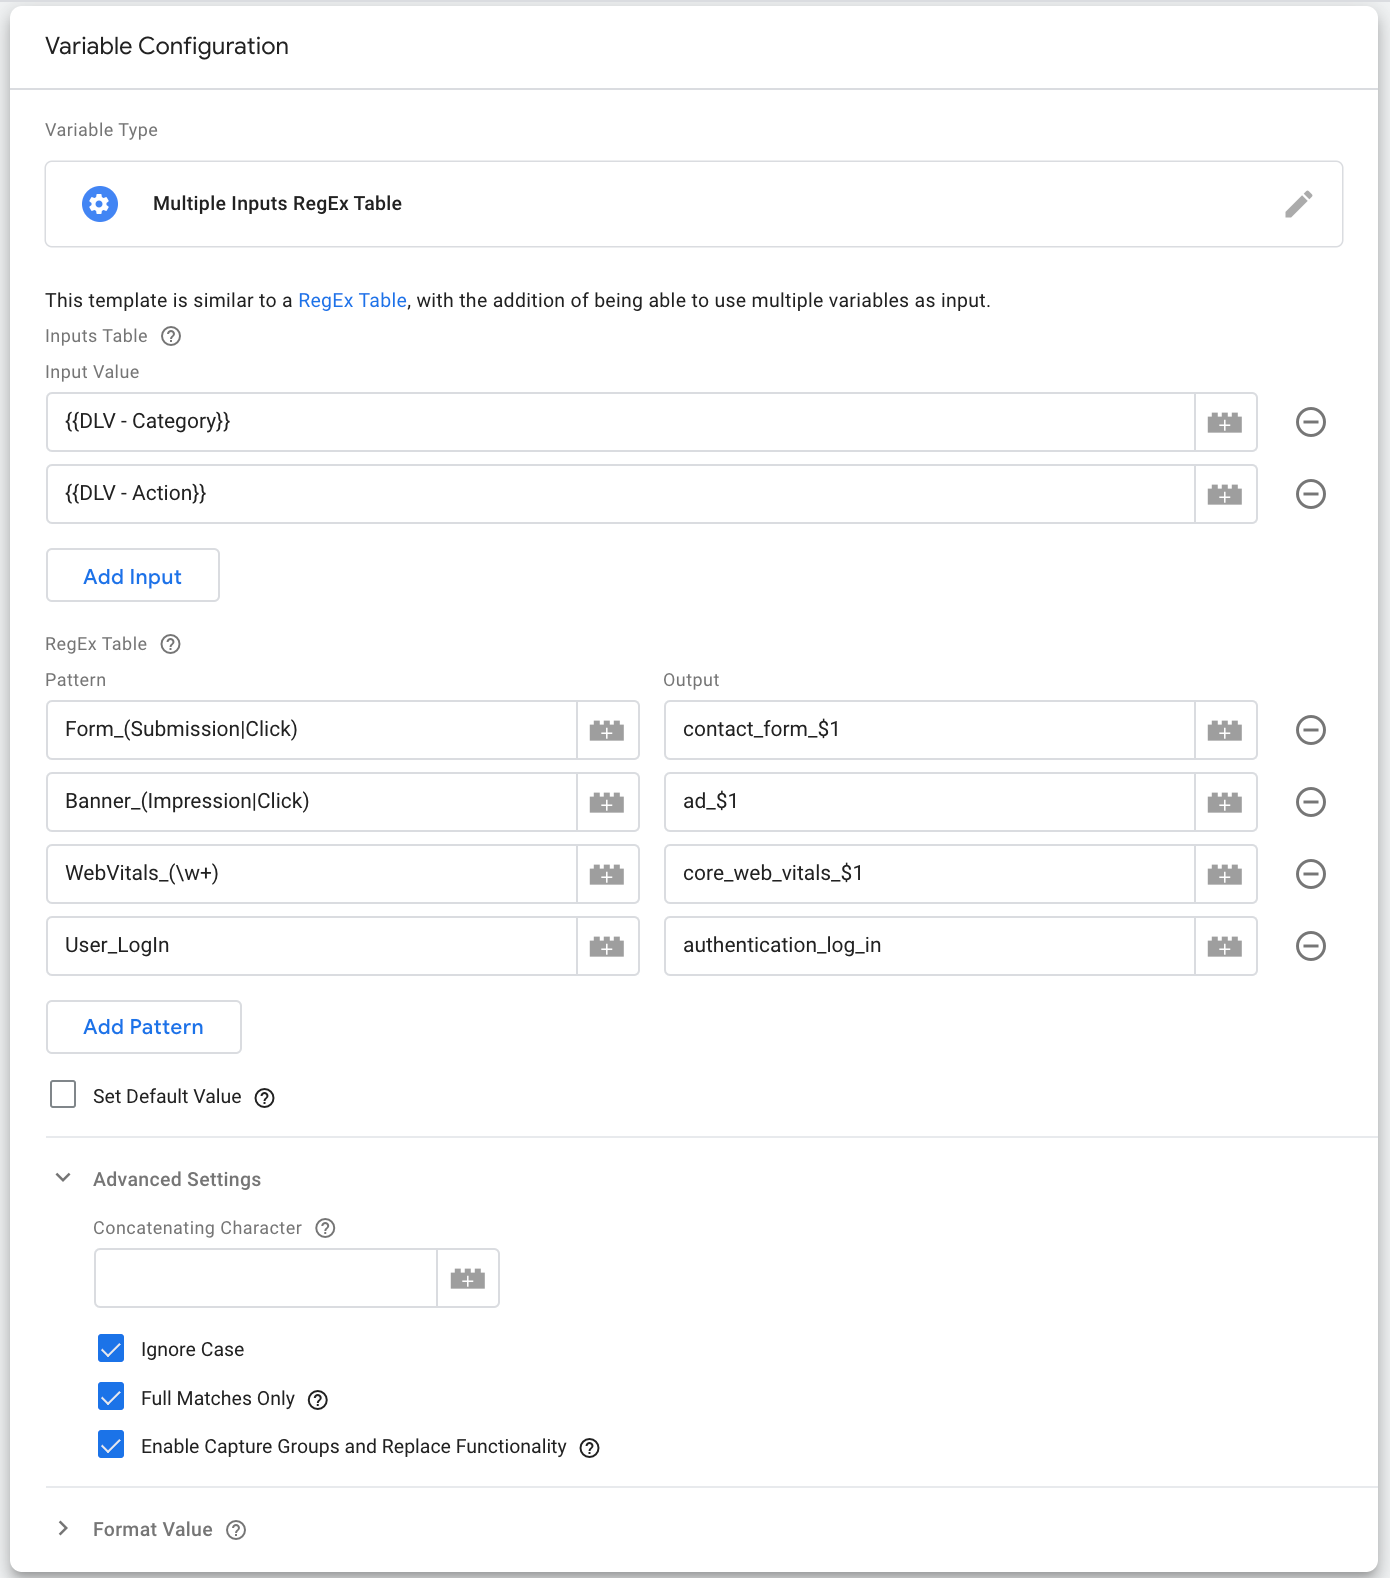 Variable Configuration
Variable Type
Multiple Inputs RegEx Table
This template is similar to a RegEx Table, with the addition of being able to use multiple variables as input.
Inputs Table
Input Value
{{DLV - Category}}
{{DLV - Action}}
Add Input
RegEx Table
Pattern Output
Form_(Submission|Click) contact_form_$1
Banner_(Impression|Click) ad_$1
WebVitals_(\w+) core_web_vitals_$1
User_LogIn authentication_log_in
Add Pattern
Set Default Value
Advanced Settings
Concatenating Character
Ignore Case
Full Matches Only
Enable Capture Groups and Replace Functionality
Format Value